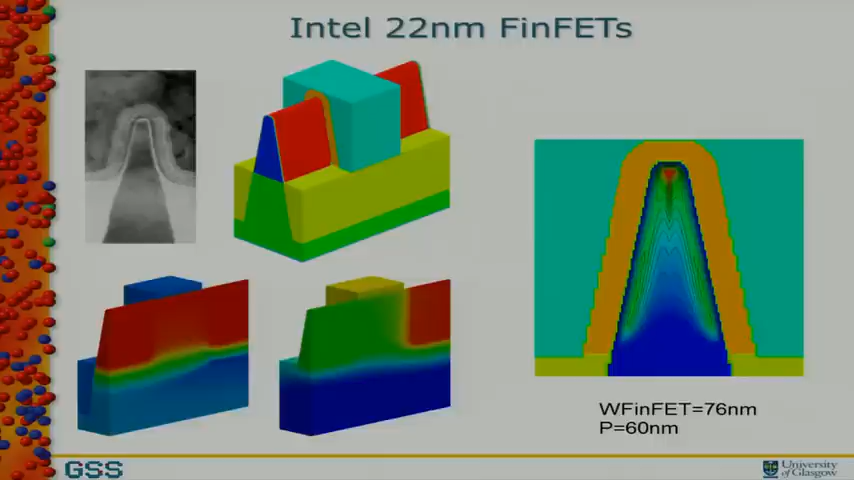 Intel 22nm FinFETs
WFinFET=76nm
P=60nm
GSS
University
of Glasgow